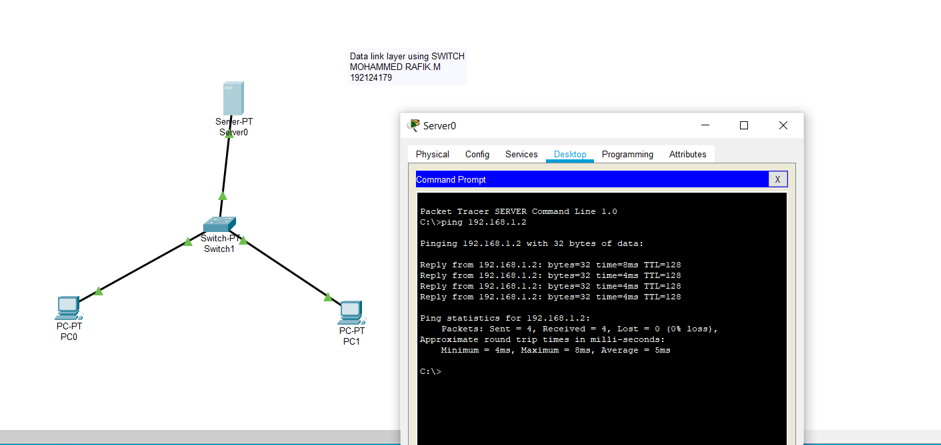 Data link layer using SWITCH
MOHAMMED RAFIK.M
192124179
Server-PT
Server0
Switch-PT
Switch1
PC-PT
PC0
PC-PT
PC1
Server0
Physical Config Services Desktop Programming Attributes
Command Prompt
X
Packet Tracer SERVER Command Line 1.0
C:\>ping 192.168.1.2
Pinging 192.168.1.2 with 32 bytes of data:
Reply from 192.168.1.2: bytes=32 time=8ms TTL=128
Reply from 192.168.1.2: bytes=32 time=4ms TTL=128
Reply from 192.168.1.2: bytes=32 time=4ms TTL=128
Reply from 192.168.1.2: bytes=32 time=4ms TTL=128
Ping statistics for 192.168.1.2:
Packets: Sent = 4, Received = 4, Lost = 0 (0% loss),
Approximate round trip times in milli-seconds:
Minimum = 4ms, Maximum = 8ms, Average = 5ms
C:\>